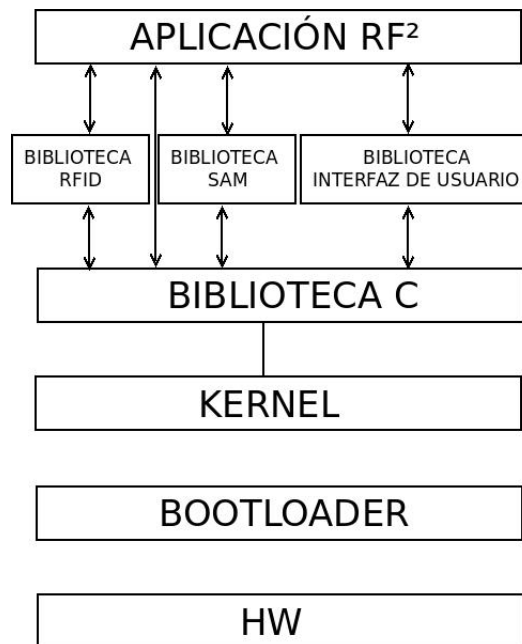 APLICACIÓN RF²
BIBLIOTECA
RFID
BIBLIOTECA
SAM
BIBLIOTECA
INTERFAZ DE USUARIO
BIBLIOTECA C
KERNEL
BOOTLOADER
HW